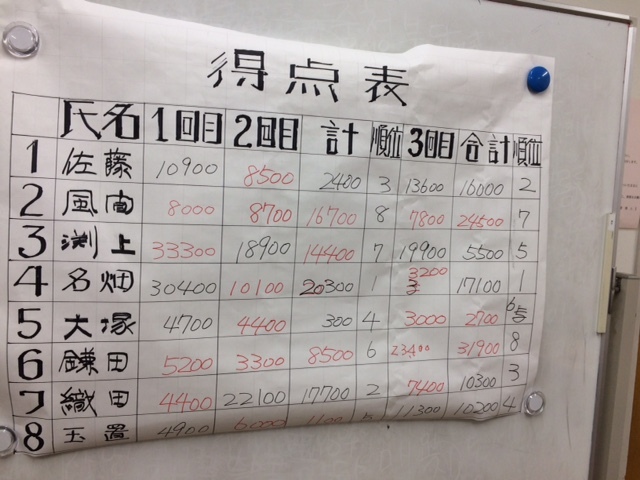 得点表
氏名 1回目 2回目 計 順位 3回目 合計 順位
1 佐藤 10900 8500 2400 3 13600 16000 2
2 風間 8000 8700 16700 8 7800 24500 7
3 渕上 33300 18900 14400 7 19900 5500 5
4 名畑 30400 10100 20300 1 3200 17100 1
5 大塚 4700 4400 300 4 3000 2700 6
6 鎌田 5200 3300 8500 6 23400 31900 8
7 織田 4400 22100 17700 2 7400 10300 3
8 玉置 4900 6000 1100 5 11300 10200 4